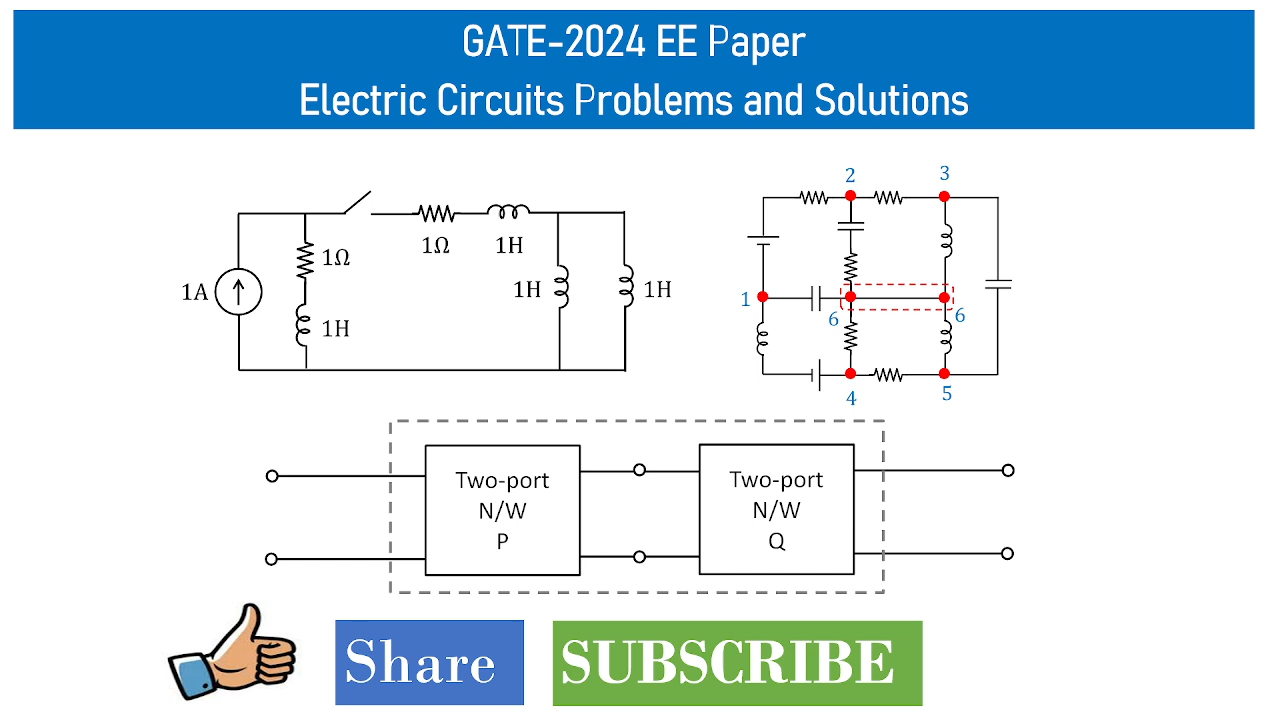 GATE-2024 EE Paper
Electric Circuits Problems and Solutions
1A
1Ω
1H
1Ω
1H
1H
1H
2
3
1
6
6
4
5
Two-port
N/W
P
Two-port
N/W
Q
Share
SUBSCRIBE